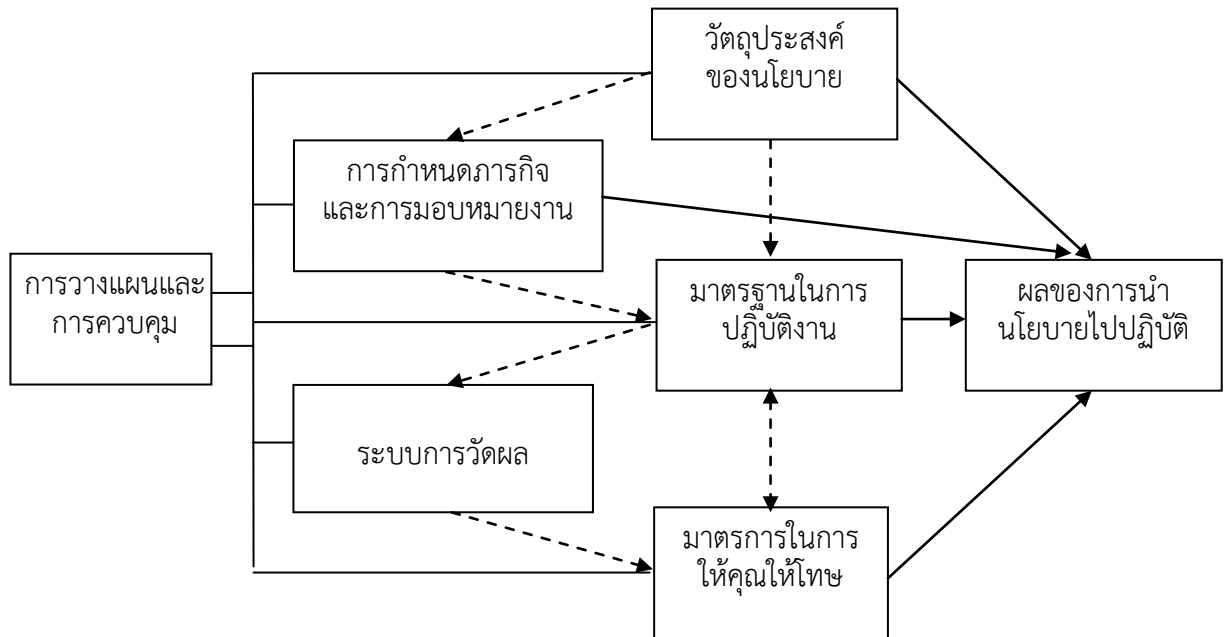 วัตถุประสงค์
ของนโยบาย
การกำหนดภารกิจ
และการมอบหมายงาน
การวางแผนและ
การควบคุม
มาตรฐานในการ
ปฏิบัติงาน
ผลของการนำ
นโยบายไปปฏิบัติ
ระบบการวัดผล
มาตรการในการ
ให้คุณให้โทษ